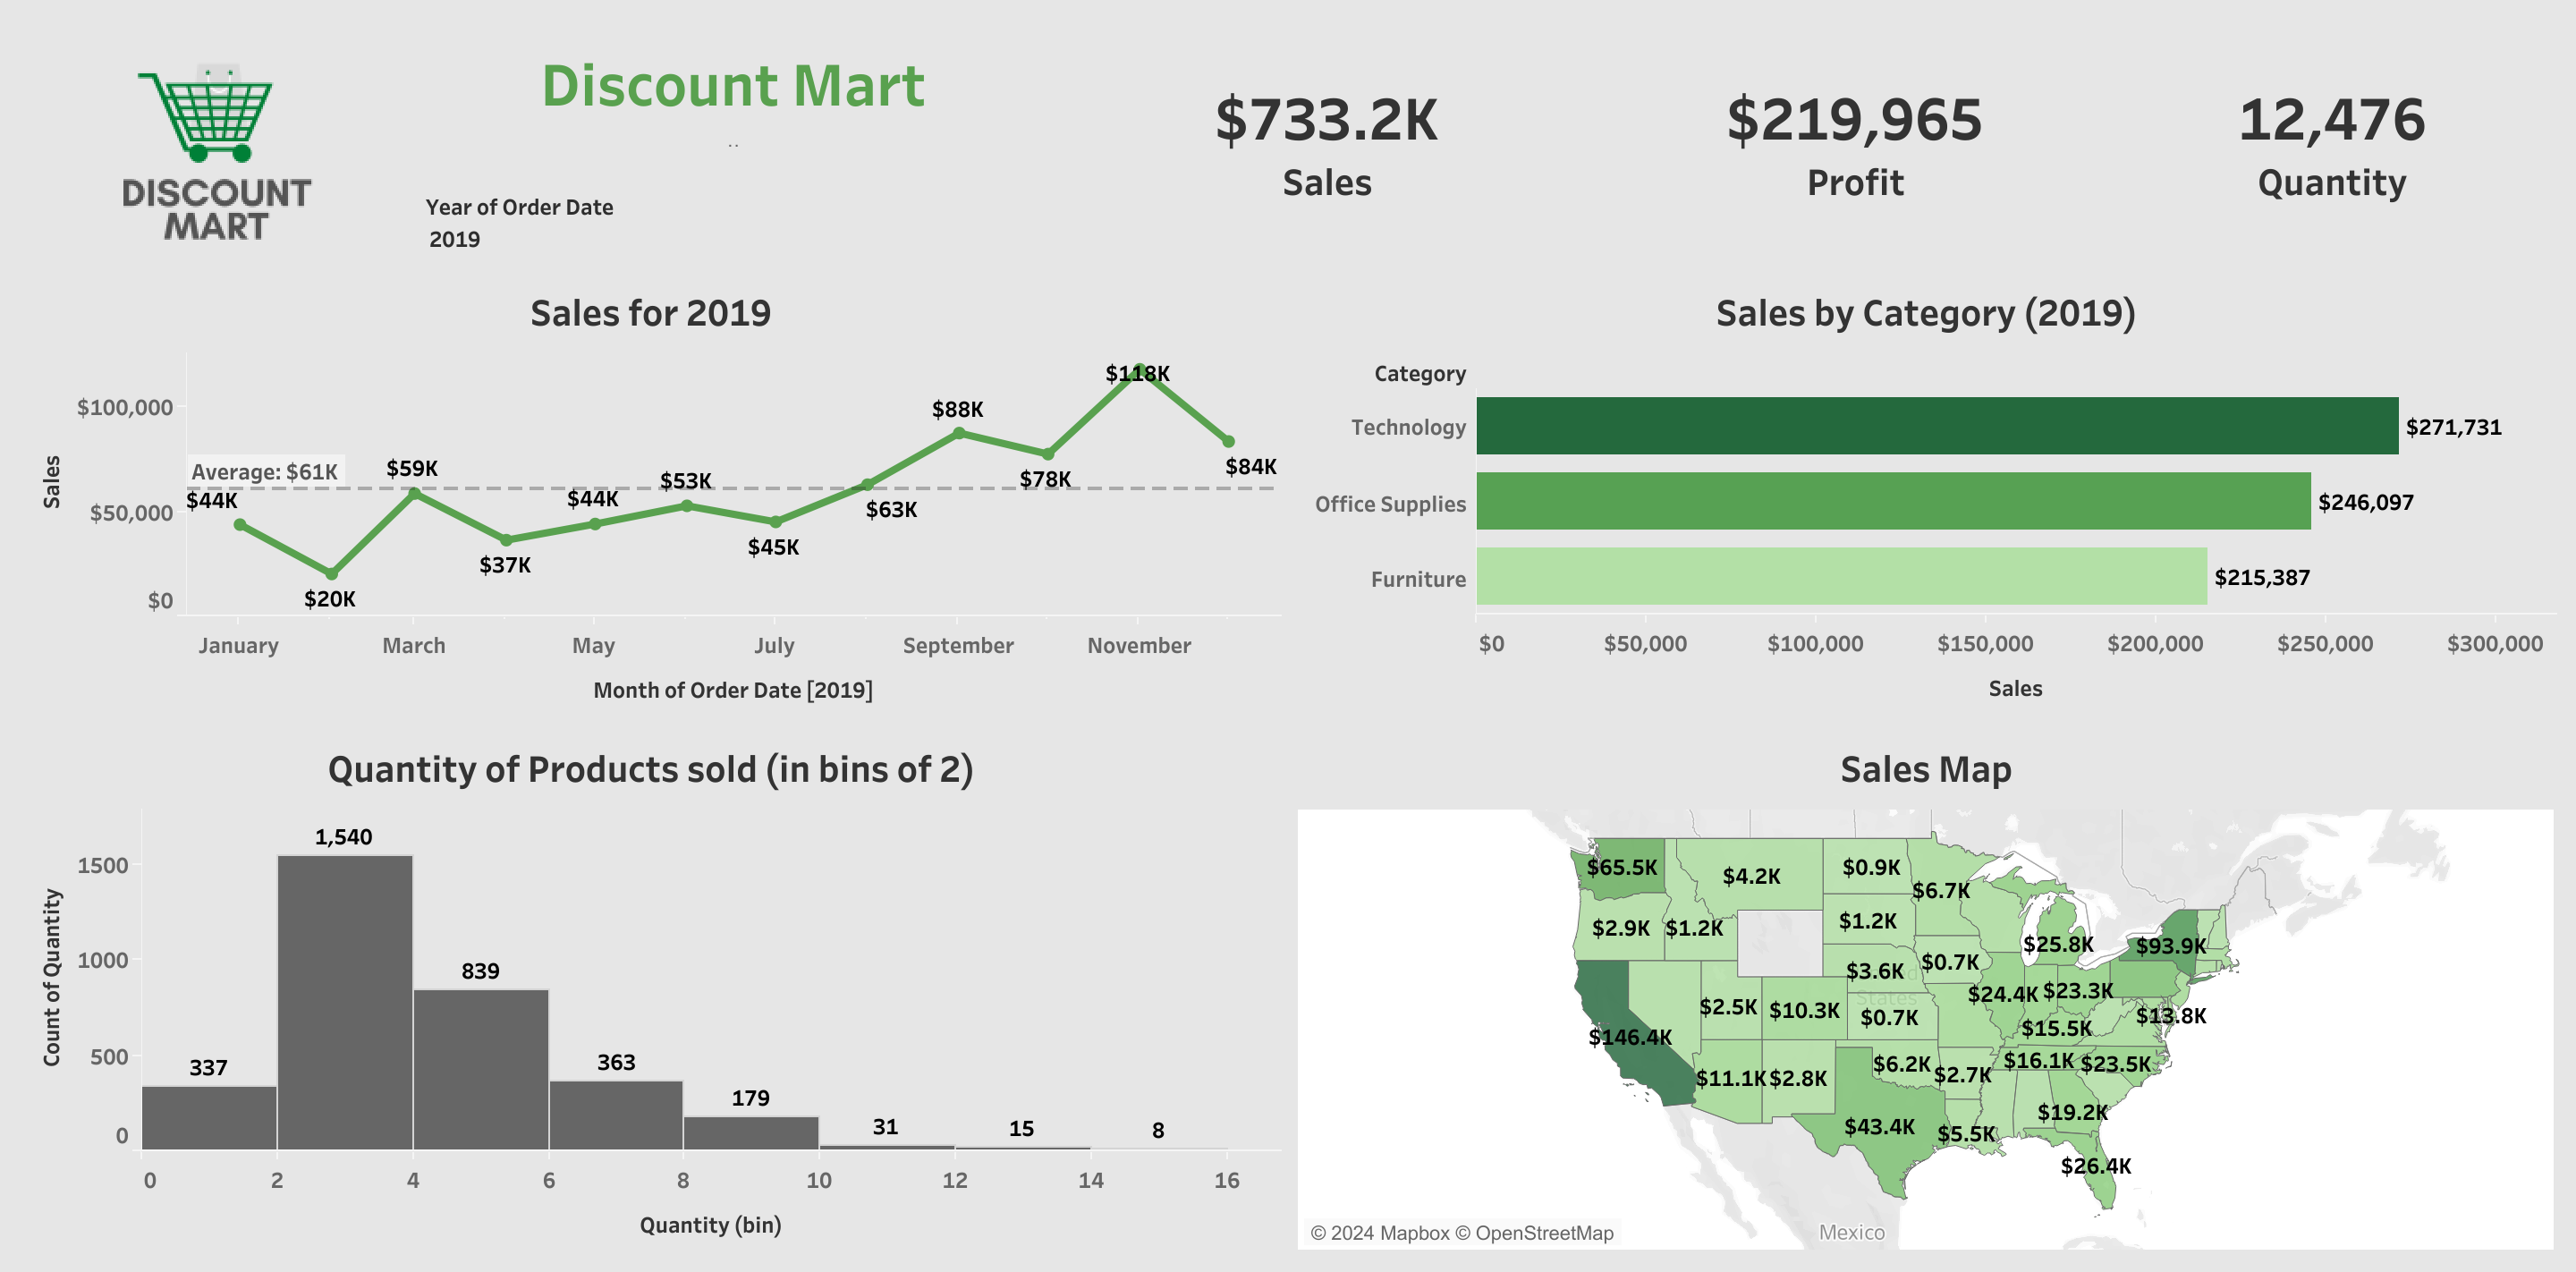 DISCOUNT
MART
Discount Mart
..
Year of Order Date
2019
$733.2K
Sales
$219,965
Profit
12,476
Quantity
Sales for 2019
Sales
$100,000
$50,000
$0
Average: $61K
$44K
$20K
$59K
$37K
$44K
$53K
$45K
$63K
$88K
$78K
$118K
$84K
January
March
May
July
September
November
Month of Order Date [2019]
Sales by Category (2019)
Category
Technology
$271,731
Office Supplies
$246,097
Furniture
$215,387
$0
$50,000
$100,000
$150,000
$200,000
$250,000
$300,000
Sales
Quantity of Products sold (in bins of 2)
Count of Quantity
1500
1000
500
0
337
1,540
839
363
179
31
15
8
0
2
4
6
8
10
12
14
16
Quantity (bin)
Sales Map
$65.5K
$4.2K
$0.9K
$6.7K
$2.9K
$1.2K
$1.2K
$25.8K
$93.9K
$3.6K
$0.7K
$2.5K
$10.3K
States
$0.7K
$24.4K
$23.3K
$13.8K
$146.4K
$15.5K
$11.1K
$2.8K
$6.2K
$2.7K
$16.1K
$23.5K
$43.4K
$5.5K
$19.2K
$26.4K
Mexico
© 2024 Mapbox © OpenStreetMap